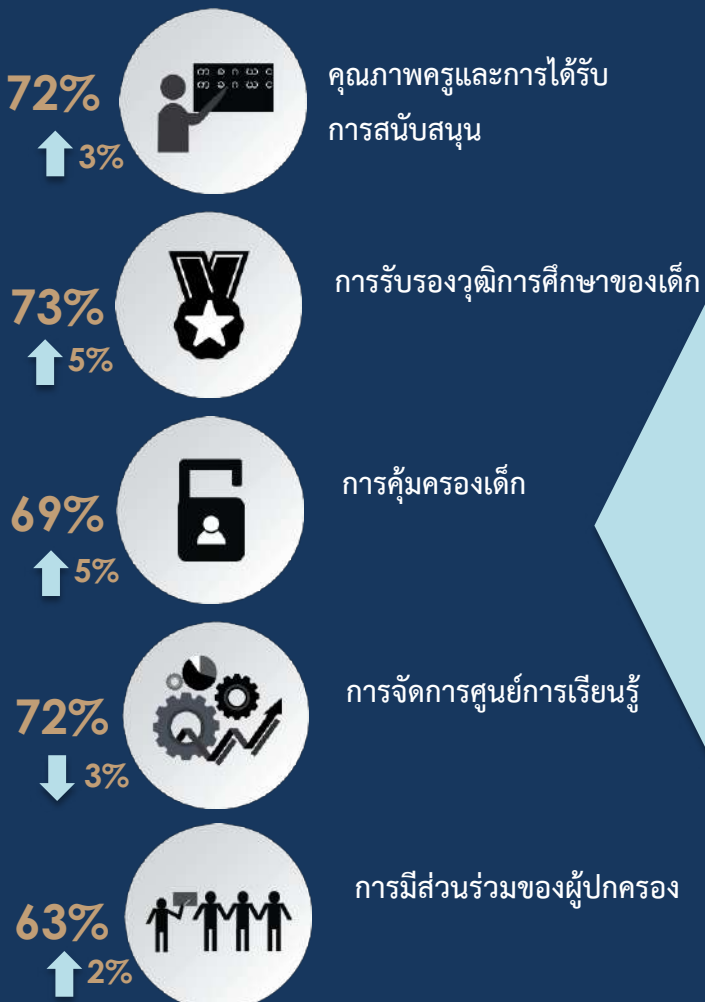 72%
3%
คุณภาพครูและการได้รับ
การสนับสนุน
73%
5%
การรับรองวุฒิการศึกษาของเด็ก
69%
5%
การคุ้มครองเด็ก
72%
3%
การจัดการศูนย์การเรียนรู้
63%
2%
การมีส่วนร่วมของผู้ปกครอง